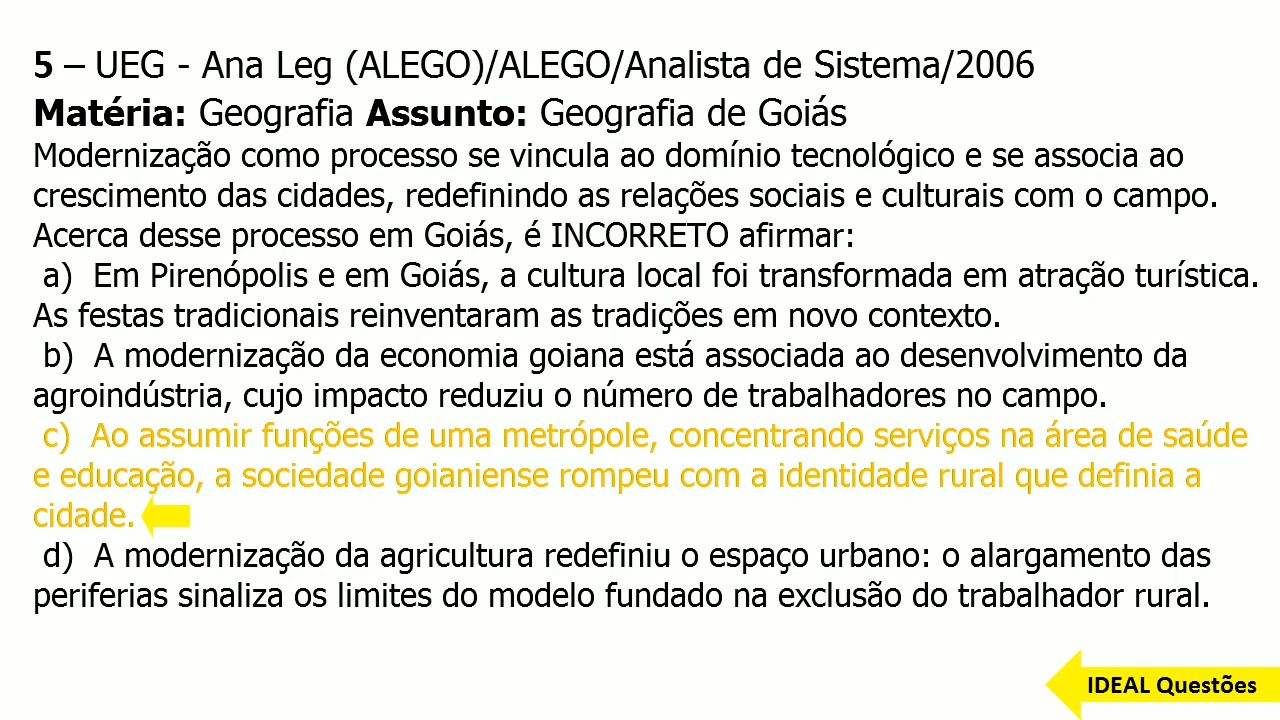 5 – UEG - Ana Leg (ALEGO)/ALEGO/Analista de Sistema/2006
Matéria: Geografia Assunto: Geografia de Goiás
Modernização como processo se vincula ao domínio tecnológico e se associa ao
crescimento das cidades, redefinindo as relações sociais e culturais com o campo.
Acerca desse processo em Goiás, é INCORRETO afirmar:
a) Em Pirenópolis e em Goiás, a cultura local foi transformada em atração turística.
As festas tradicionais reinventaram as tradições em novo contexto.
b) A modernização da economia goiana está associada ao desenvolvimento da
agroindústria, cujo impacto reduziu o número de trabalhadores no campo.
c) Ao assumir funções de uma metrópole, concentrando serviços na área de saúde
e educação, a sociedade goianiense rompeu com a identidade rural que definia a
cidade.
d) A modernização da agricultura redefiniu o espaço urbano: o alargamento das
periferias sinaliza os limites do modelo fundado na exclusão do trabalhador rural.
IDEAL Questões